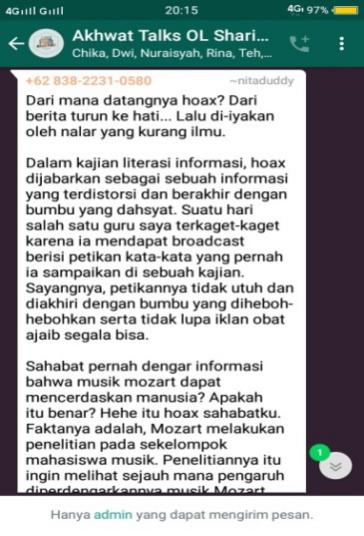 4G 4G 20:15 4G 97%
Akhwat Talks OL Shari...
Chika, Dwi, Nuraisyah, Rina, Teh,...
+62 838-2231-0580 ~nitaduddy
Dari mana datangnya hoax? Dari
berita turun ke hati... Lalu di-iyakan
oleh nalar yang kurang ilmu.
Dalam kajian literasi informasi, hoax
dijabarkan sebagai sebuah informasi
yang terdistorsi dan berakhir dengan
bumbu yang dahsyat. Suatu hari
salah satu guru saya terkaget-kaget
karena ia mendapat broadcast
berisi petikan kata-kata yang pernah
ia sampaikan di sebuah kajian.
Sayangnya, petikannya tidak utuh dan
diakhiri dengan bumbu yang diheboh-
hebohkan serta tidak lupa iklan obat
ajaib segala bisa.
Sahabat pernah dengar informasi
bahwa musik mozart dapat
mencerdaskan manusia? Apakah
itu benar? Hehe itu hoax sahabatku.
Faktanya adalah, Mozart melakukan
penelitian pada sekelompok
mahasiswa musik. Penelitiannya itu
ingin melihat sejauh mana pengaruh
diperdengarkannya musik Mozart
1
Hanya admin yang dapat mengirim pesan.